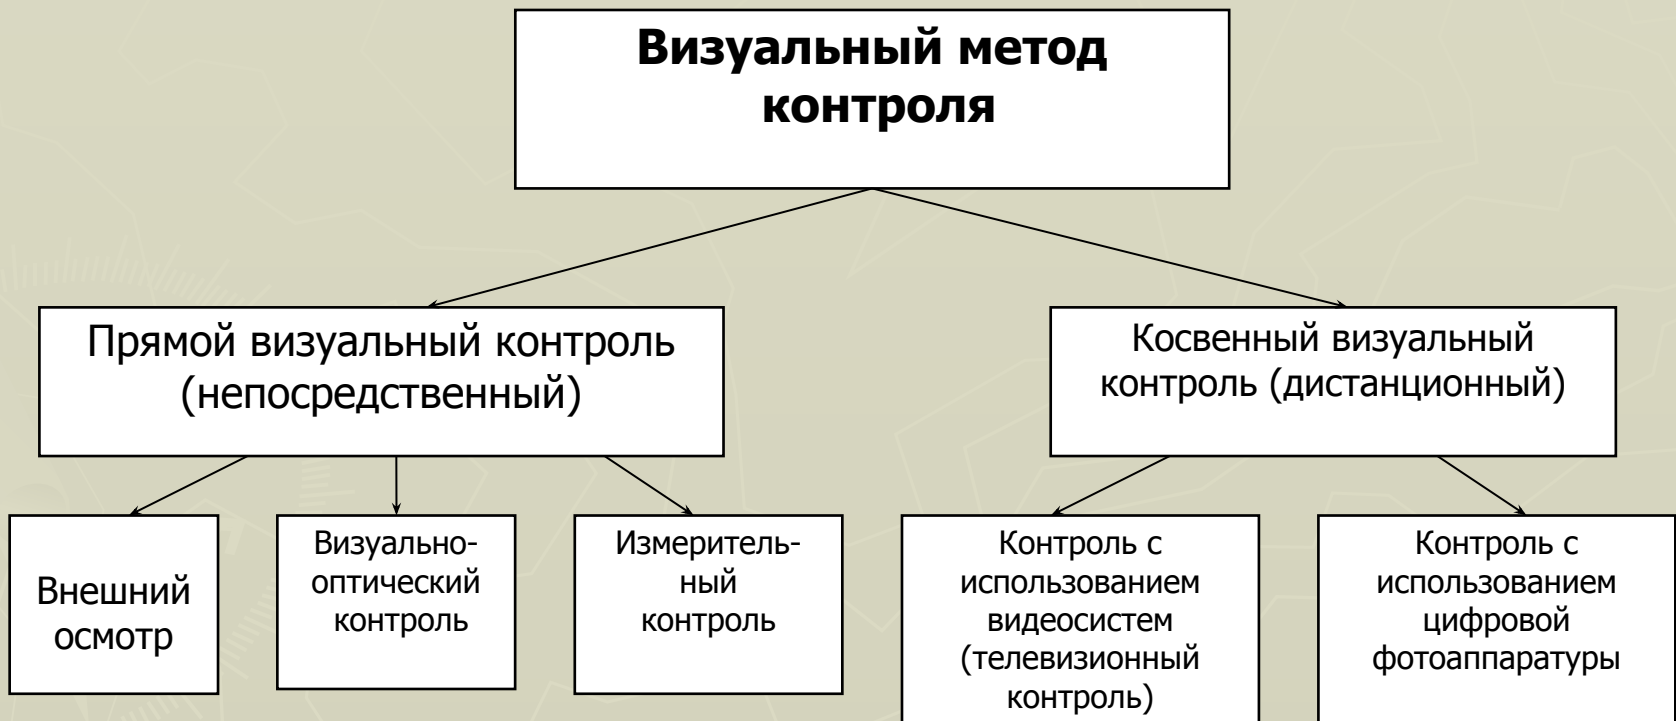 Визуальный метод
контроля
Прямой визуальный контроль
(непосредственный)
Косвенный визуальный
контроль (дистанционный)
Внешний
осмотр
Визуально-
оптический
контроль
Измеритель-
ный
контроль
Контроль с
использованием
видеосистем
(телевизионный
контроль)
Контроль с
использованием
цифровой
фотоаппаратуры